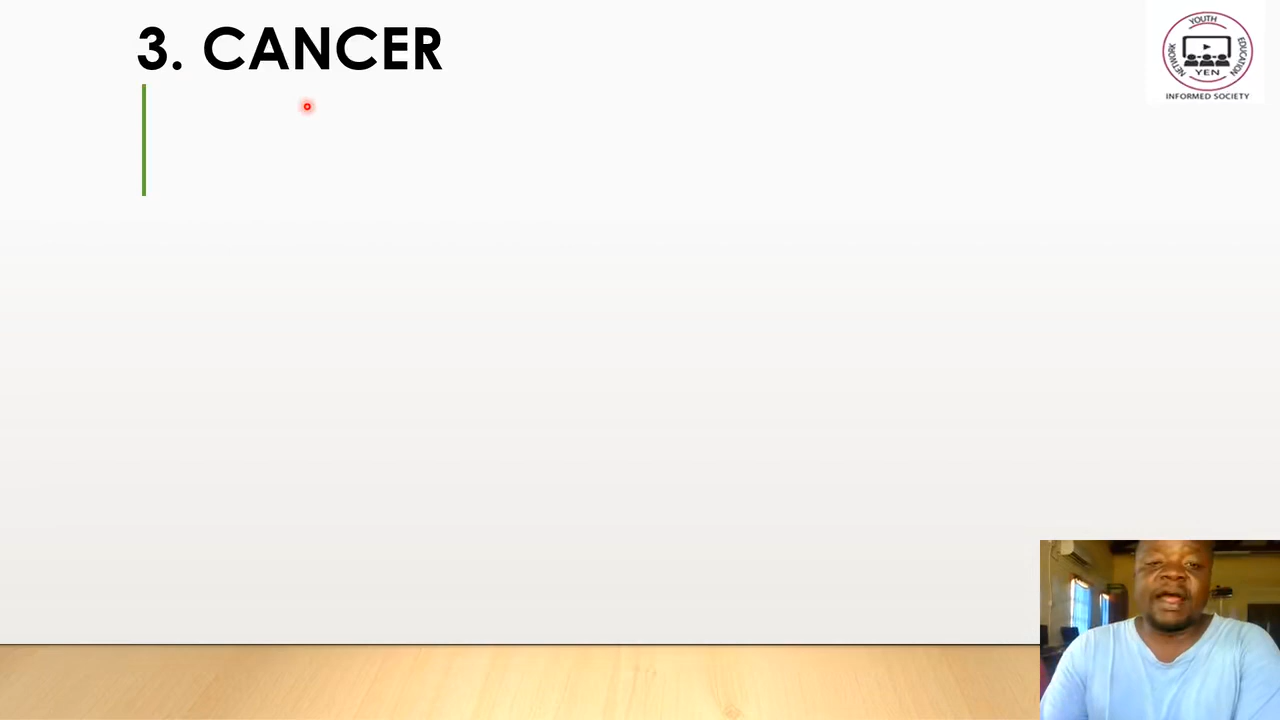 3. CANCER
YOUTH
EDUCATION
NETWORK
YEN
INFORMED SOCIETY